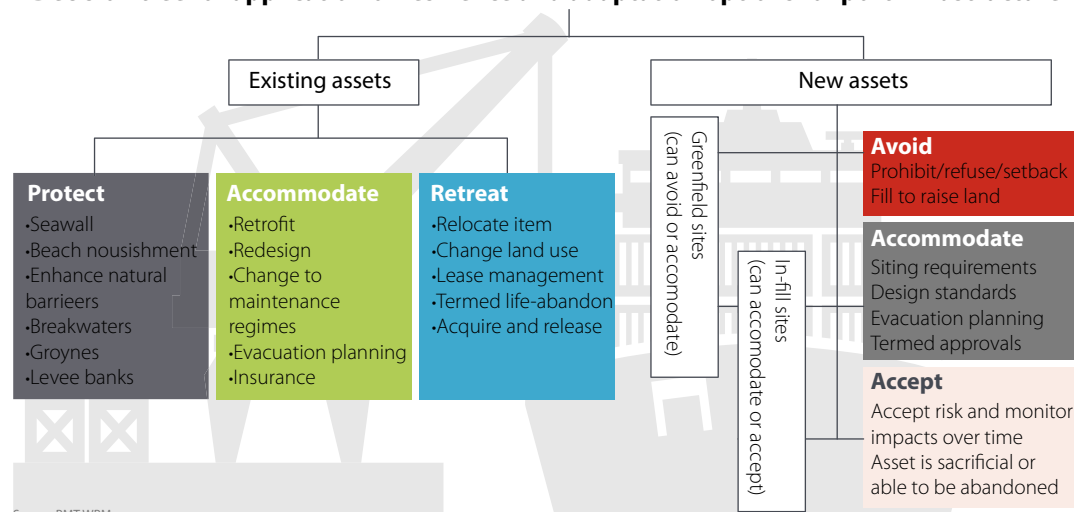 Existing assets
New assets
Protect
•Seawall
•Beach nousishment
•Enhance natural
barrieers
•Breakwaters
•Groynes
•Levee banks
Accommodate
•Retrofit
•Redesign
•Change to
maintenance
regimes
•Evacuation planning
•Insurance
Retreat
•Relocate item
•Change land use
•Lease management
•Termed life-abandon
•Acquire and release
Greenfield sites
(can avoid or accomodate)
In-fill sites
(can accomodate or accept)
Avoid
Prohibit/refuse/setback
Fill to raise land
Accommodate
Siting requirements
Design standards
Evacuation planning
Termed approvals
Accept
Accept risk and monitor
impacts over time
Asset is sacrificial or
able to be abandoned